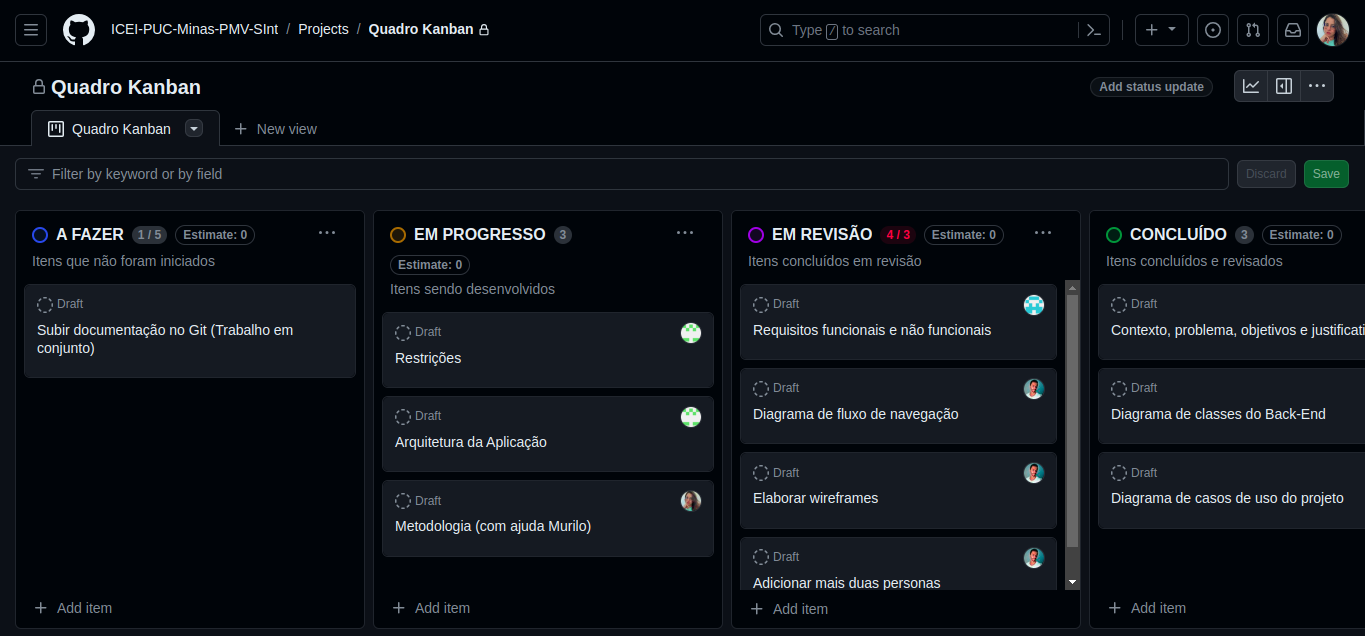 ICEI-PUC-Minas-PMV-SInt / Projects / Quadro Kanban
Type / to search
Quadro Kanban
Add status update
Quadro Kanban
New view
Filter by keyword or by field
Discard
Save
A FAZER 1 / 5 Estimate: 0
Itens que não foram iniciados
Draft
Subir documentação no Git (Trabalho em
conjunto)
Add item
EM PROGRESSO 3
Estimate: 0
Itens sendo desenvolvidos
Draft
Restrições
Draft
Arquitetura da Aplicação
Draft
Metodologia (com ajuda Murilo)
Add item
EM REVISÃO 4 / 3 Estimate: 0
Itens concluídos em revisão
Draft
Requisitos funcionais e não funcionais
Draft
Diagrama de fluxo de navegação
Draft
Elaborar wireframes
Draft
Adicionar mais duas personas
Add item
CONCLUÍDO 3 Estimate: 0
Itens concluídos e revisados
Draft
Contexto, problema, objetivos e justificati
Draft
Diagrama de classes do Back-End
Draft
Diagrama de casos de uso do projeto
Add item